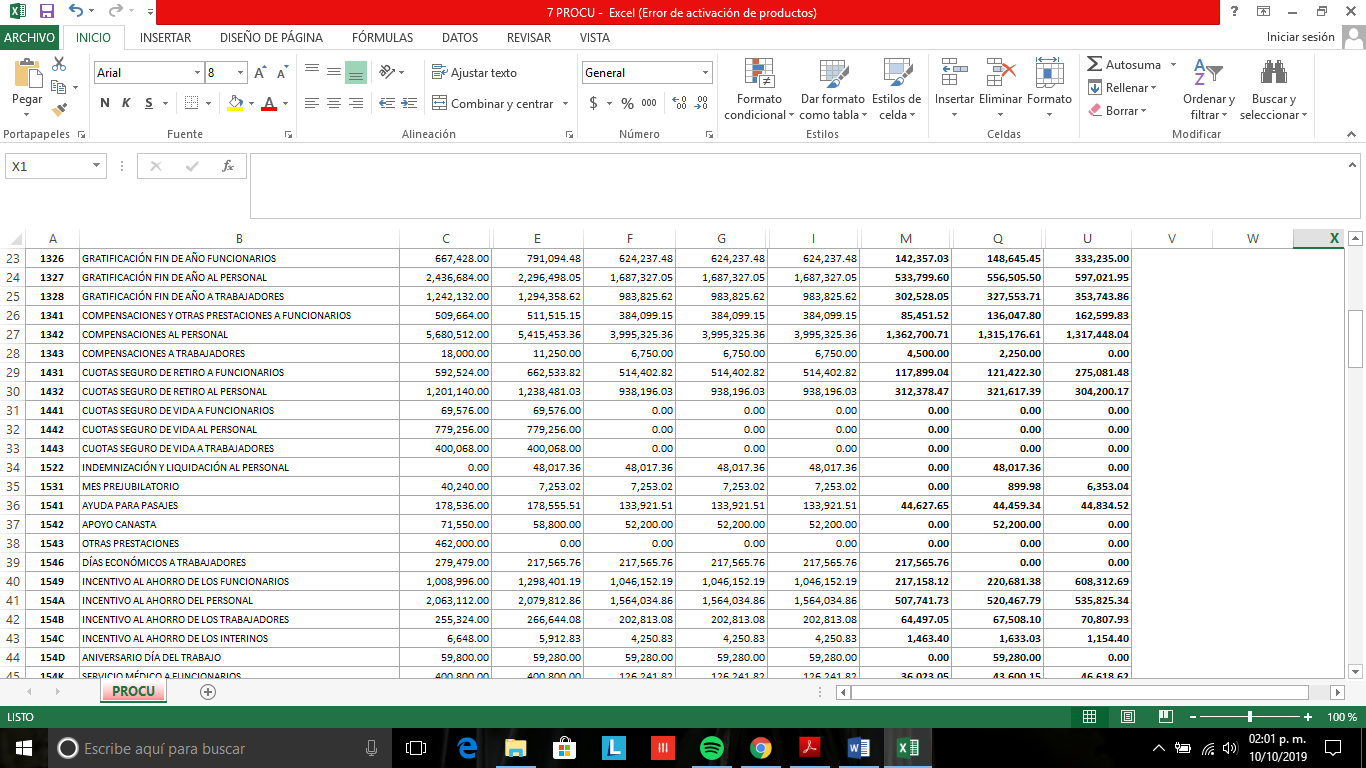 7 PROCU - Excel (Error de activación de productos)
ARCHIVO INICIO INSERTAR DISEÑO DE PÁGINA FÓRMULAS DATOS REVISAR VISTA Iniciar sesión
Pegar
Portapapeles
Arial 8
N K S
Fuente
Ajustar texto
Combinar y centrar
Alineación
General
$ % 000
Número
Formato condicional
Dar formato como tabla
Estilos de celda
Estilos
Insertar Eliminar Formato
Celdas
Autosuma
Rellenar
Borrar
Ordenar y filtrar
Buscar y seleccionar
Modificar
X1 fx
A B C E F G I M Q U V W X
23 1326 GRATIFICACIÓN FIN DE AÑO FUNCIONARIOS 667,428.00 791,094.48 624,237.48 624,237.48 624,237.48 142,357.03 148,645.45 333,235.00
24 1327 GRATIFICACIÓN FIN DE AÑO AL PERSONAL 2,436,684.00 2,296,498.05 1,687,327.05 1,687,327.05 1,687,327.05 533,799.60 556,505.50 597,021.95
25 1328 GRATIFICACIÓN FIN DE AÑO A TRABAJADORES 1,242,132.00 1,294,358.62 983,825.62 983,825.62 983,825.62 302,528.05 327,553.71 353,743.86
26 1341 COMPENSACIONES Y OTRAS PRESTACIONES A FUNCIONARIOS 509,664.00 511,515.15 384,099.15 384,099.15 384,099.15 85,451.52 136,047.80 162,599.83
27 1342 COMPENSACIONES AL PERSONAL 5,680,512.00 5,415,453.36 3,995,325.36 3,995,325.36 3,995,325.36 1,362,700.71 1,315,176.61 1,317,448.04
28 1343 COMPENSACIONES A TRABAJADORES 18,000.00 11,250.00 6,750.00 6,750.00 6,750.00 4,500.00 2,250.00 0.00
29 1431 CUOTAS SEGURO DE RETIRO A FUNCIONARIOS 592,524.00 662,533.82 514,402.82 514,402.82 514,402.82 117,899.04 121,422.30 275,081.48
30 1432 CUOTAS SEGURO DE RETIRO AL PERSONAL 1,201,140.00 1,238,481.03 938,196.03 938,196.03 938,196.03 312,378.47 321,617.39 304,200.17
31 1441 CUOTAS SEGURO DE VIDA A FUNCIONARIOS 69,576.00 69,576.00 0.00 0.00 0.00 0.00 0.00 0.00
32 1442 CUOTAS SEGURO DE VIDA AL PERSONAL 779,256.00 779,256.00 0.00 0.00 0.00 0.00 0.00 0.00
33 1443 CUOTAS SEGURO DE VIDA A TRABAJADORES 400,068.00 400,068.00 0.00 0.00 0.00 0.00 0.00 0.00
34 1522 INDEMNIZACIÓN Y LIQUIDACIÓN AL PERSONAL 0.00 48,017.36 48,017.36 48,017.36 48,017.36 0.00 48,017.36 0.00
35 1531 MES PREJUBILATORIO 40,240.00 7,253.02 7,253.02 7,253.02 7,253.02 0.00 899.98 6,353.04
36 1541 AYUDA PARA PASAJES 178,536.00 178,555.51 133,921.51 133,921.51 133,921.51 44,627.65 44,459.34 44,834.52
37 1542 APOYO CANASTA 71,550.00 58,800.00 52,200.00 52,200.00 52,200.00 0.00 52,200.00 0.00
38 1543 OTRAS PRESTACIONES 462,000.00 0.00 0.00 0.00 0.00 0.00 0.00 0.00
39 1546 DÍAS ECONÓMICOS A TRABAJADORES 279,479.00 217,565.76 217,565.76 217,565.76 217,565.76 217,565.76 0.00 0.00
40 1549 INCENTIVO AL AHORRO DE LOS FUNCIONARIOS 1,008,996.00 1,298,401.19 1,046,152.19 1,046,152.19 1,046,152.19 217,158.12 220,681.38 608,312.69
41 154A INCENTIVO AL AHORRO DEL PERSONAL 2,063,112.00 2,079,812.86 1,564,034.86 1,564,034.86 1,564,034.86 507,741.73 520,467.79 535,825.34
42 154B INCENTIVO AL AHORRO DE LOS TRABAJADORES 255,324.00 266,644.08 202,813.08 202,813.08 202,813.08 64,497.05 67,508.10 70,807.93
43 154C INCENTIVO AL AHORRO DE LOS INTERINOS 6,648.00 5,912.83 4,250.83 4,250.83 4,250.83 1,463.40 1,633.03 1,154.40
44 154D ANIVERSARIO DÍA DEL TRABAJO 59,800.00 59,280.00 59,280.00 59,280.00 59,280.00 0.00 59,280.00 0.00
45 154K SERVICIO MÉDICO A FUNCIONARIOS 400,800.00 400,800.00 126,241.82 126,241.82 126,241.82 36,023.05 43,600.15 46,618.62
PROCU
LISTO 100 %
Escribe aquí para buscar
02:01 p. m.
10/10/2019